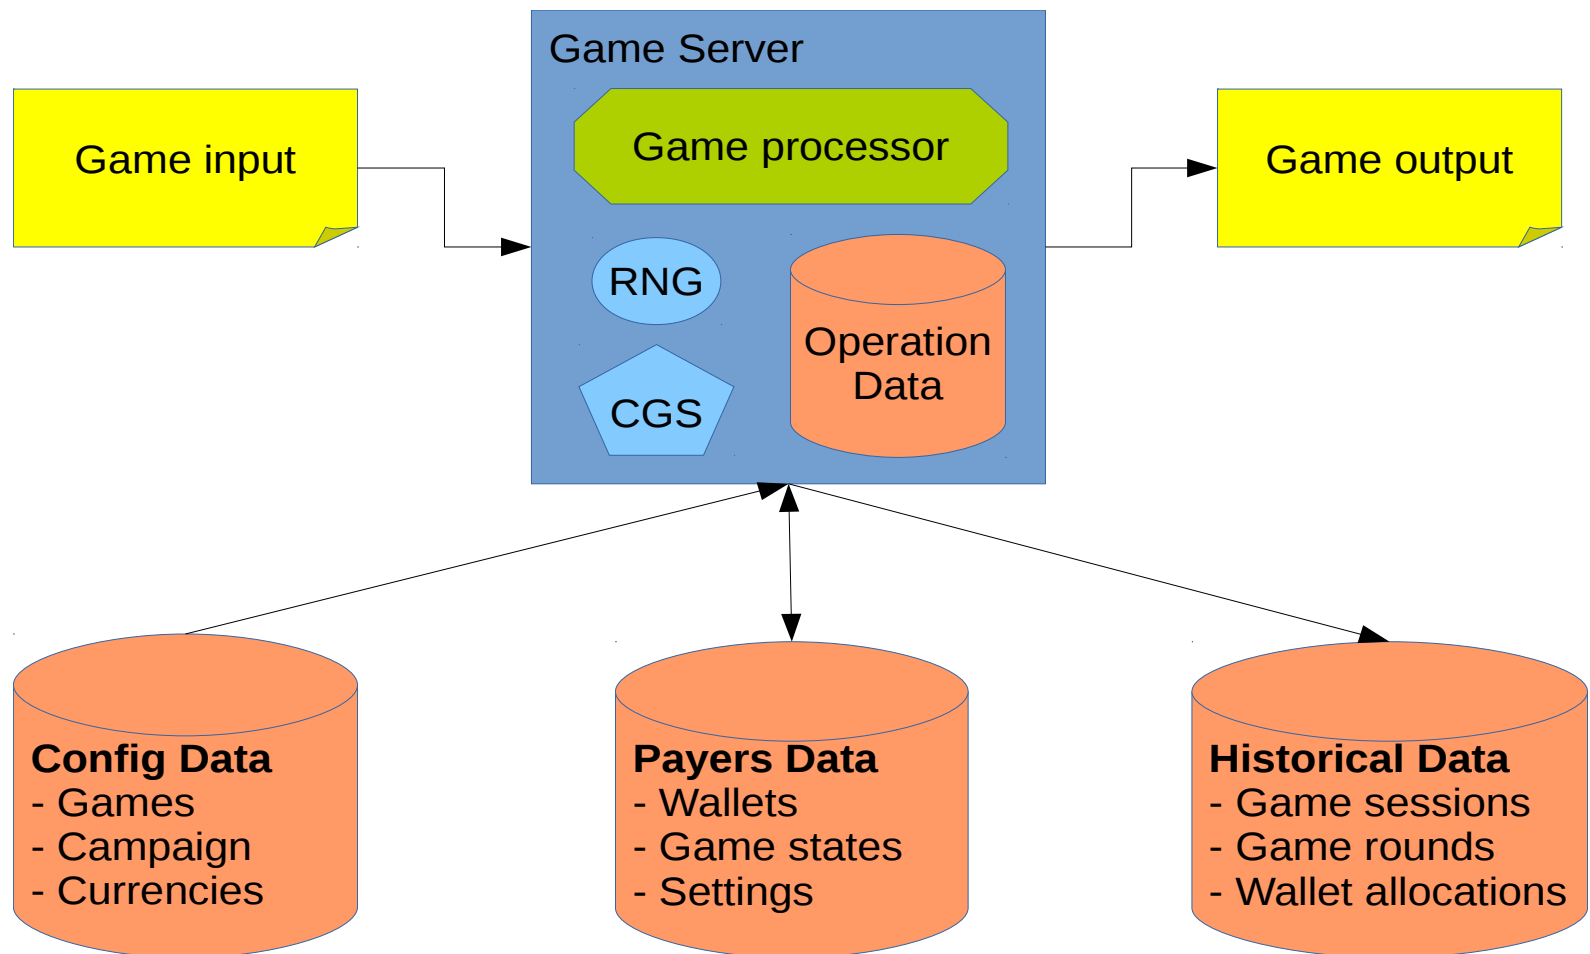 Game Server
Game input
Game processor
Game output
RNG
Operation
Data
CGS
Config Data
- Games
- Campaign
- Currencies
Payers Data
- Wallets
- Game states
- Settings
Historical Data
- Game sessions
- Game rounds
- Wallet allocations